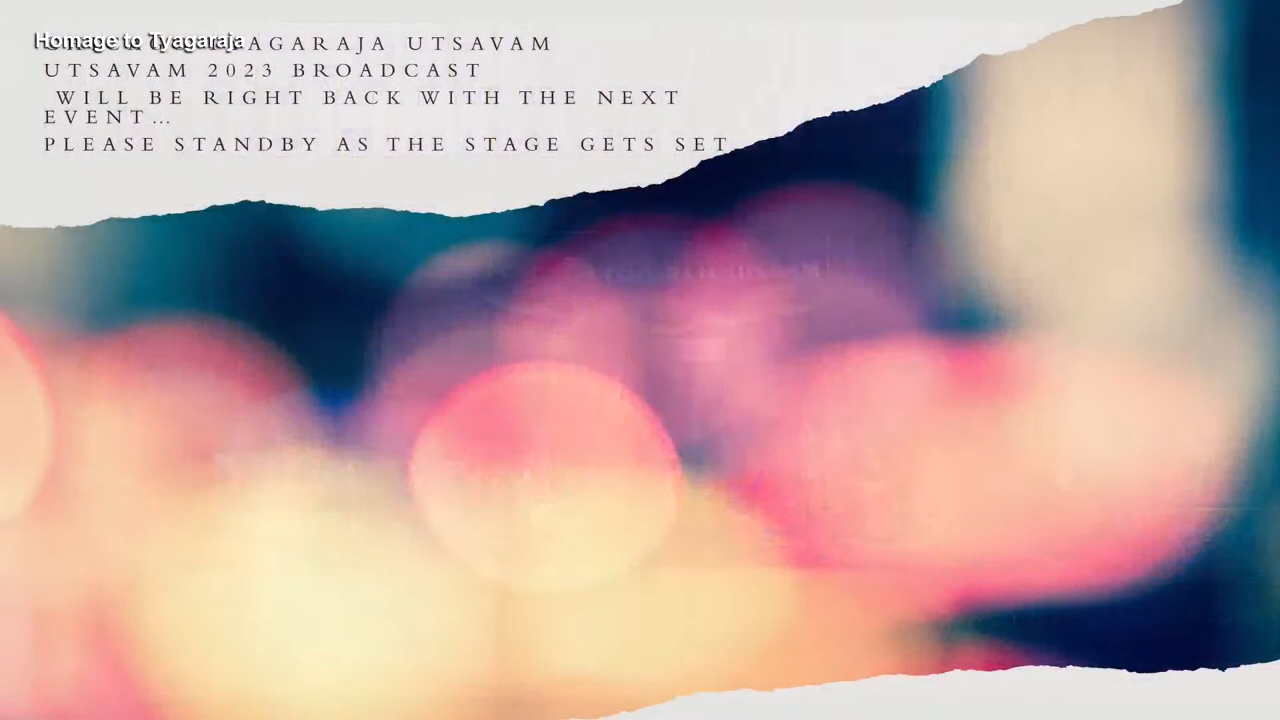 Homage to Tyagaraja
AGARAJA UTSAVAM
UTSAVAM 2023 BROADCAST
WILL BE RIGHT BACK WITH THE NEXT
EVENT...
PLEASE STANDBY AS THE STAGE GETS SET